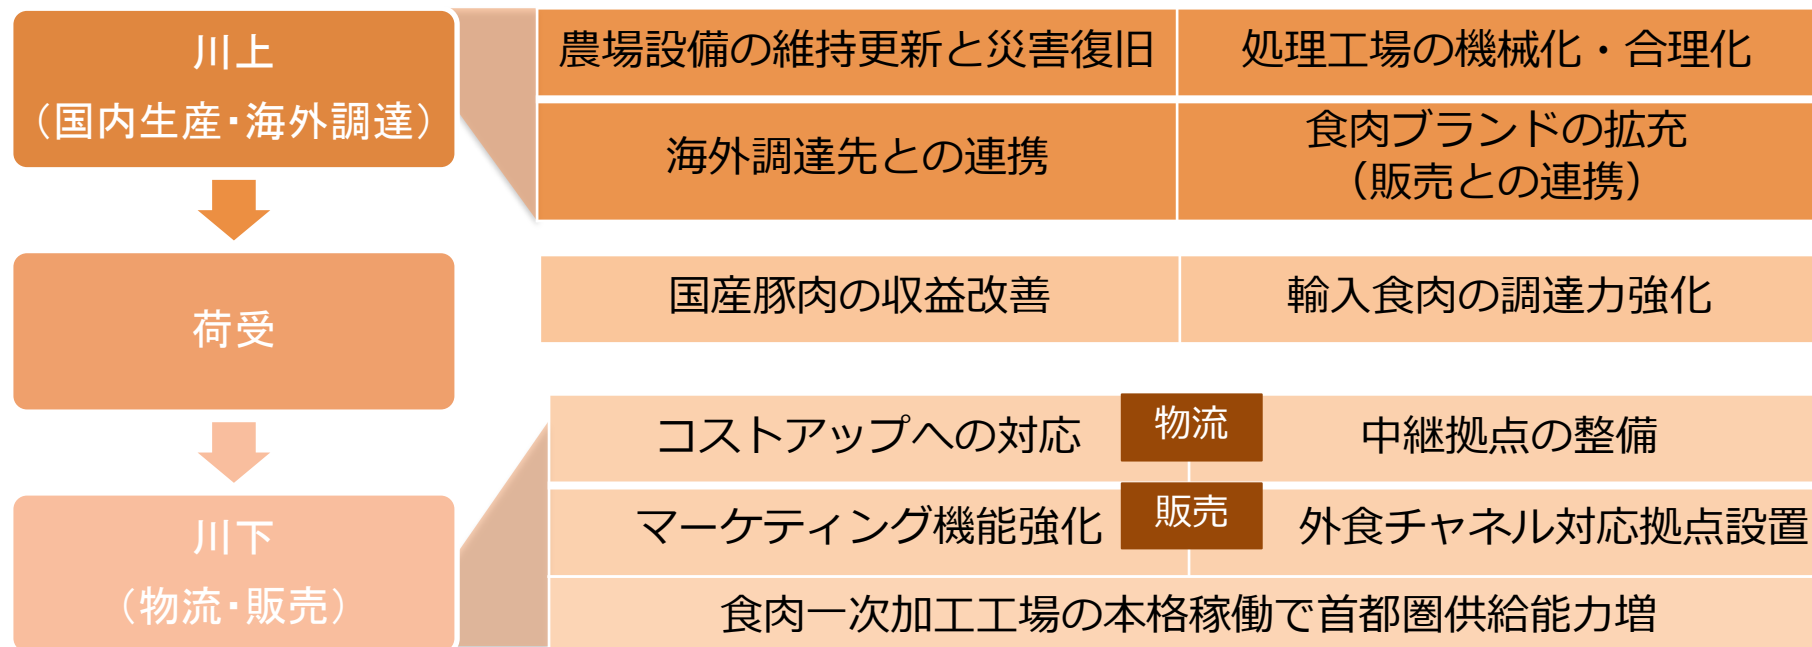 川上
（国内生産・海外調達）
農場設備の維持更新と災害復旧
処理工場の機械化・合理化
海外調達先との連携
食肉ブランドの拡充
（販売との連携）
荷受
国産豚肉の収益改善
輸入食肉の調達力強化
川下
（物流・販売）
コストアップへの対応
物流
中継拠点の整備
マーケティング機能強化
販売
外食チャネル対応拠点設置
食肉一次加工工場の本格稼働で首都圏供給能力増